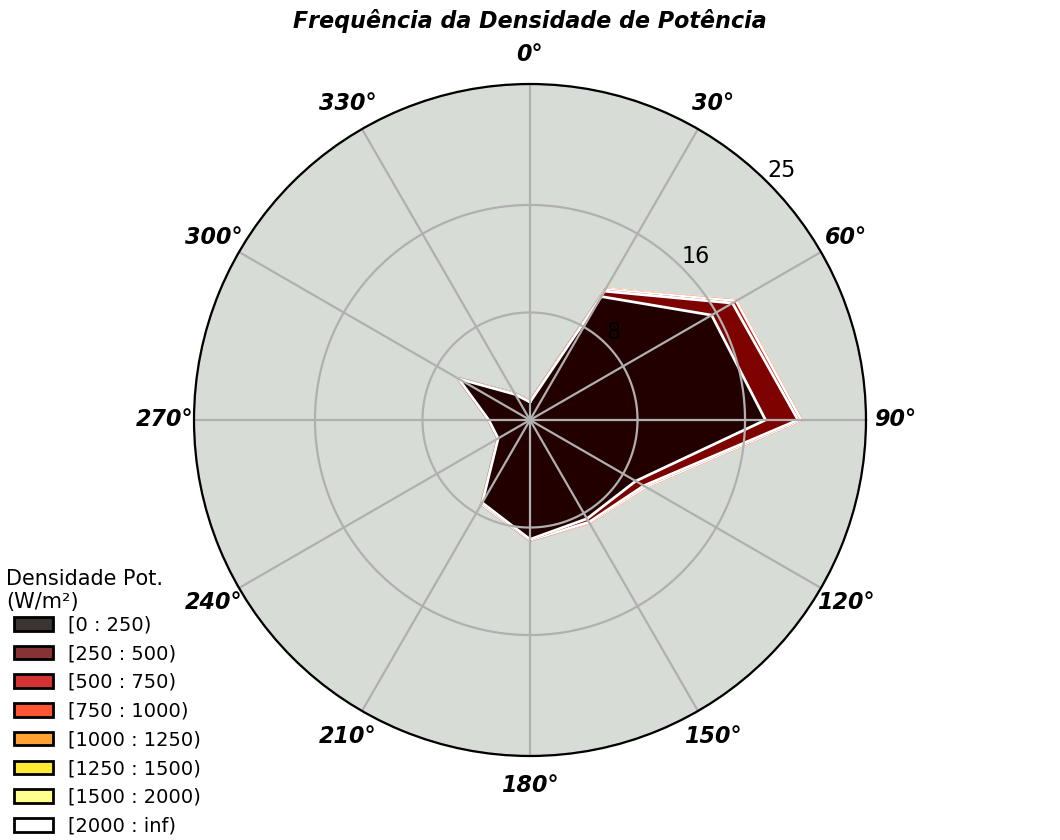 Frequência da Densidade de Potência
0°
330°
30°
25
300°
60°
16
8
270°
90°
240°
120°
210°
150°
180°
Densidade Pot.
(W/m²)
[0 : 250)
[250 : 500)
[500 : 750)
[750 : 1000)
[1000 : 1250)
[1250 : 1500)
[1500 : 2000)
[2000 : inf)